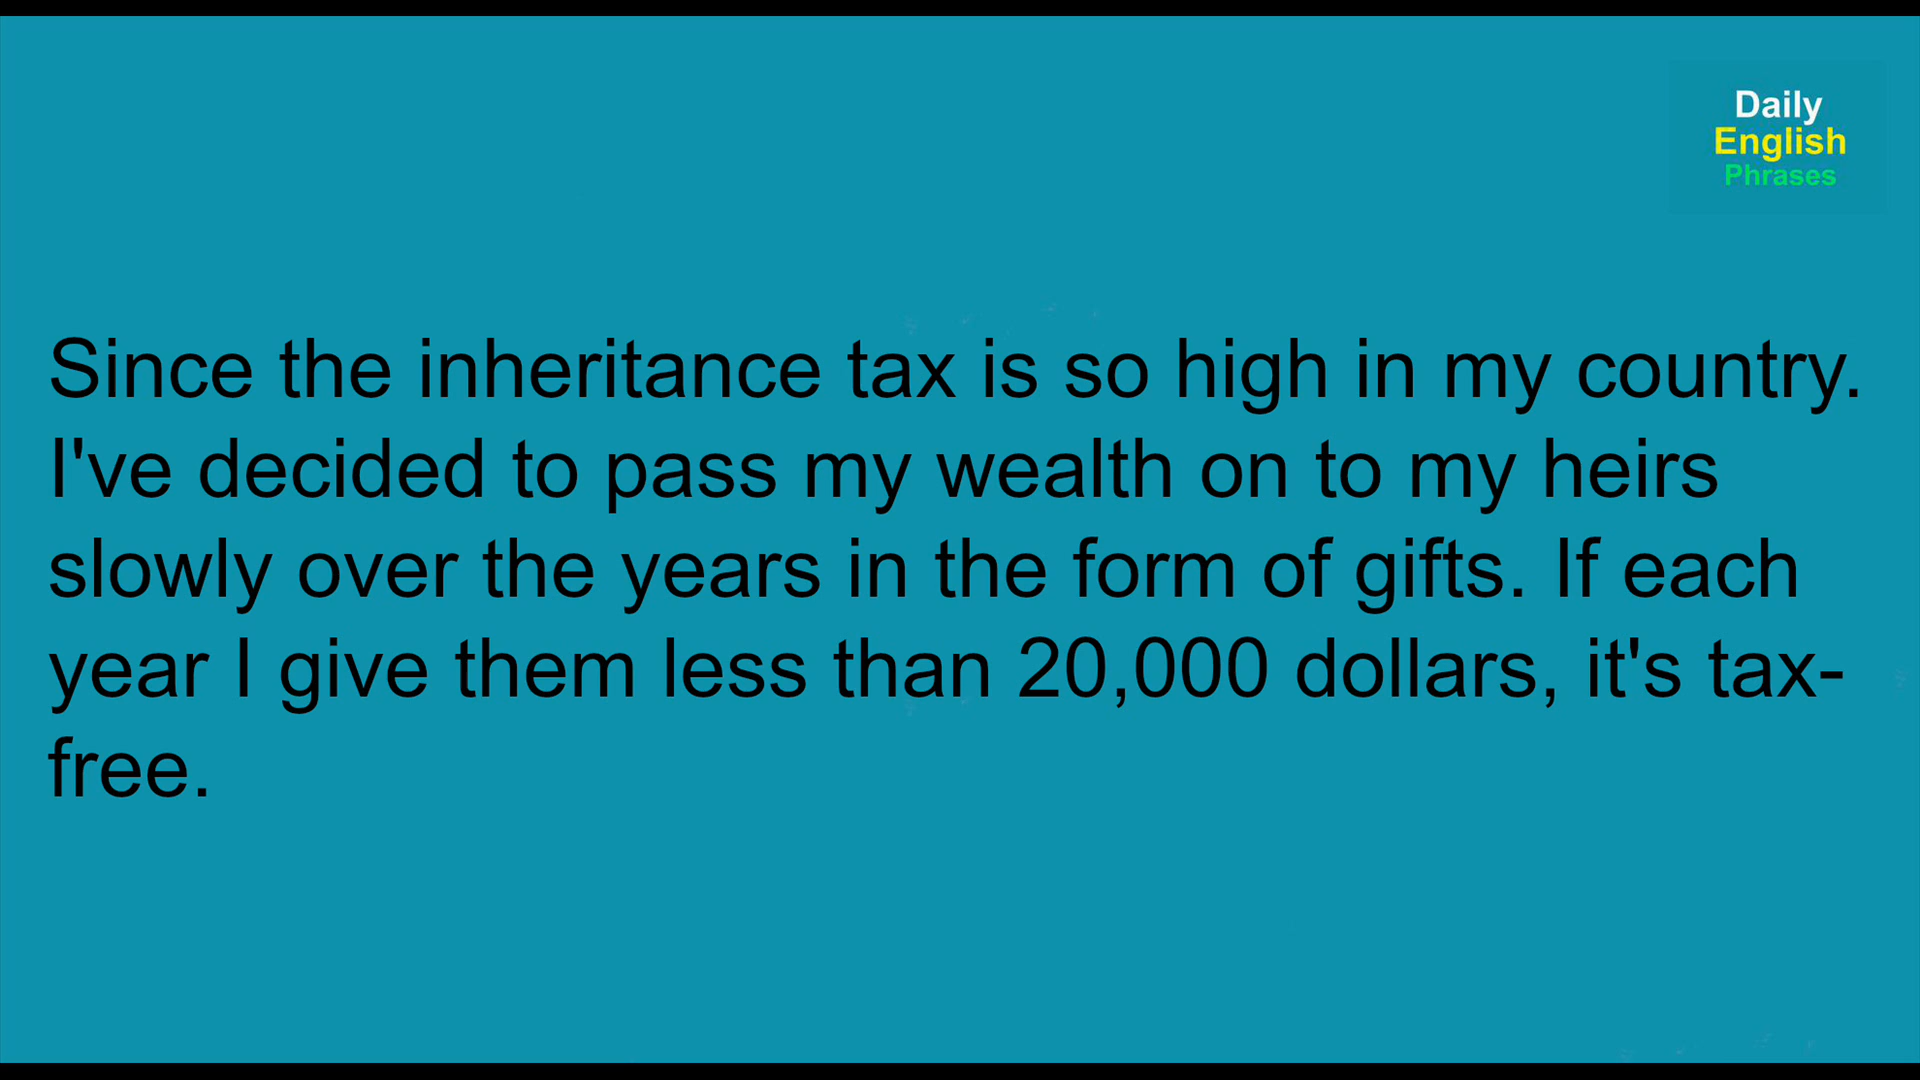 Daily
English
Phrases
Since the inheritance tax is so high in my country.
I've decided to pass my wealth on to my heirs
slowly over the years in the form of gifts. If each
year I give them less than 20,000 dollars, it's tax-
free.